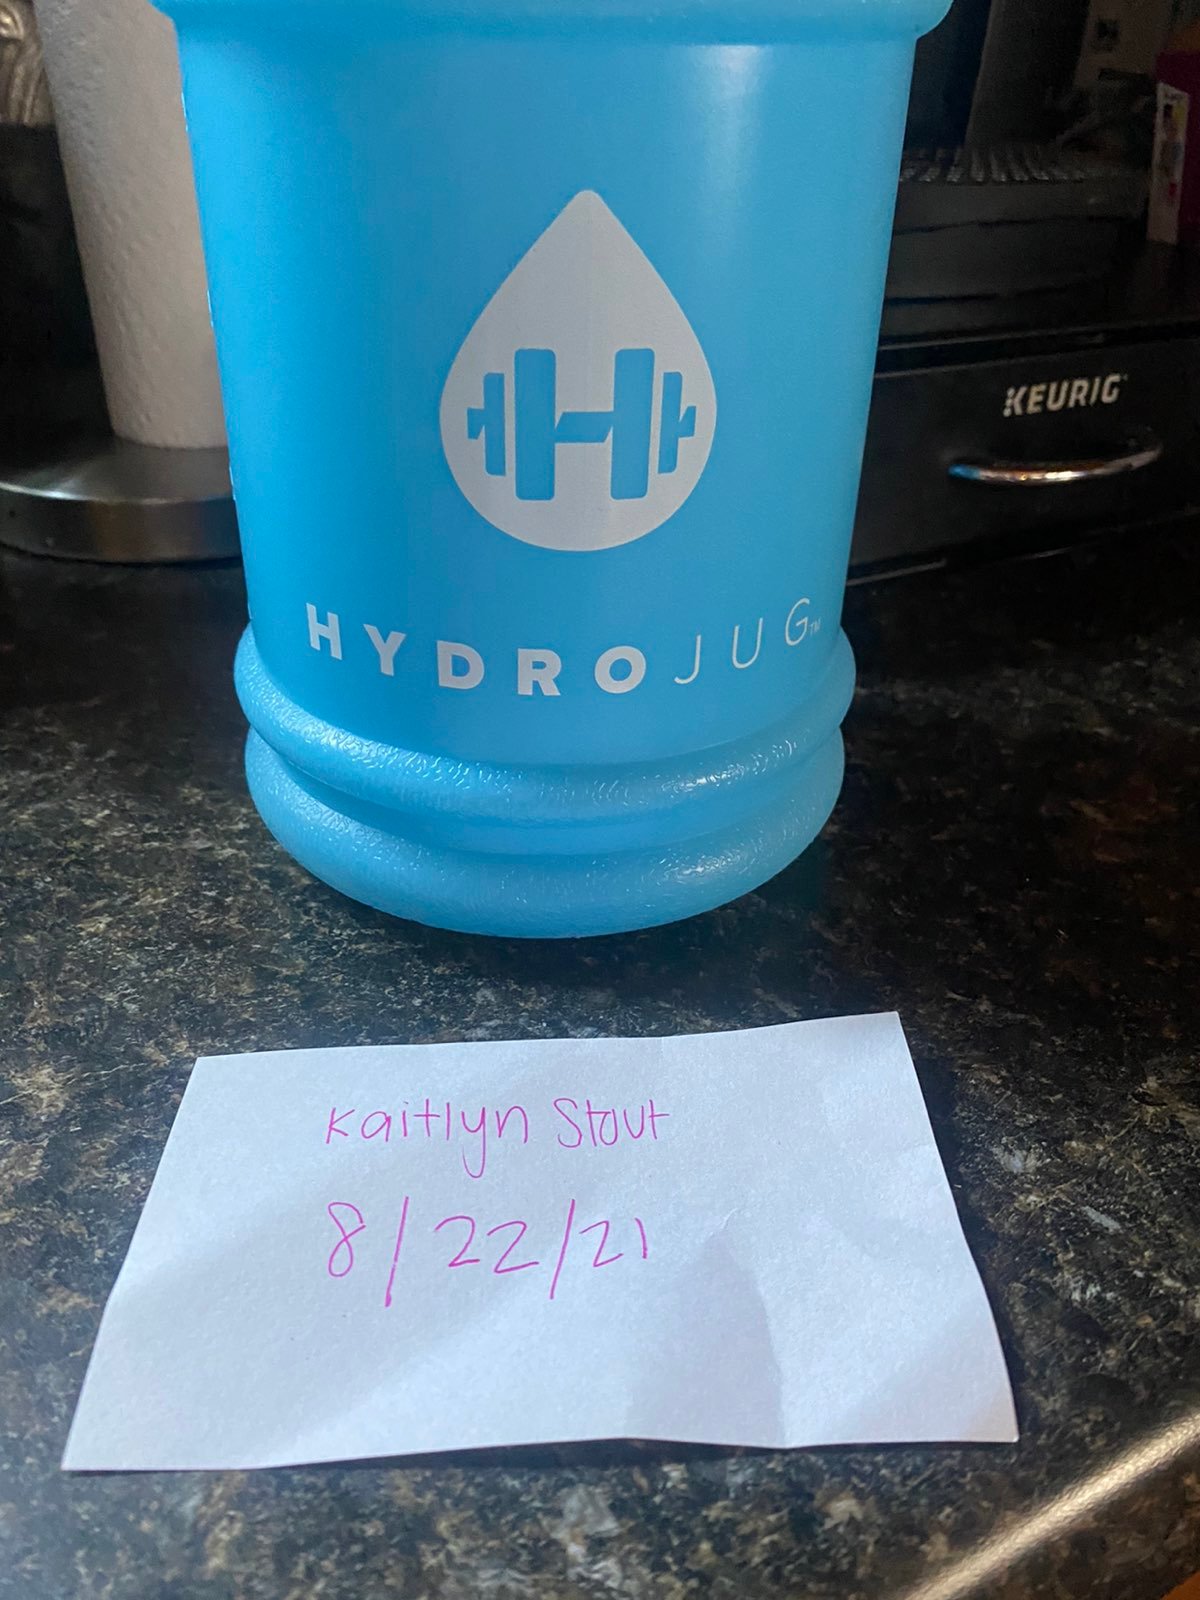 KEURIG
HYDROJUG™
Kaitlyn Stout
8/22/21